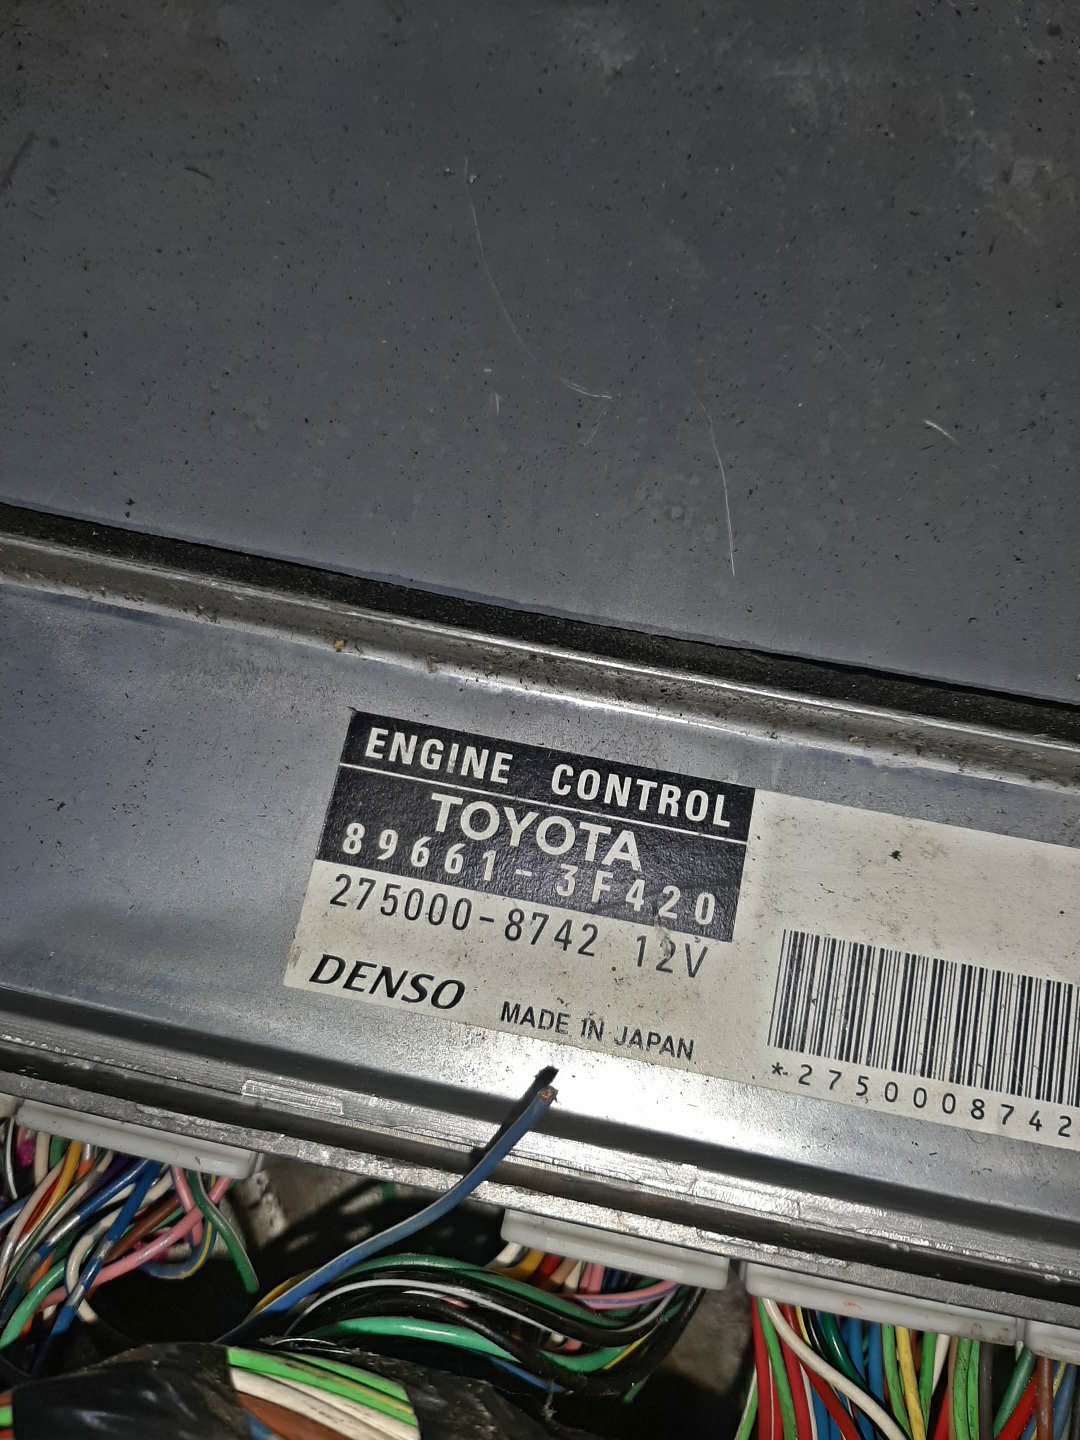 ENGINE CONTROL
TOYOTA
89661-3F420
275000-8742 12V
DENSO MADE IN JAPAN
*2750008742